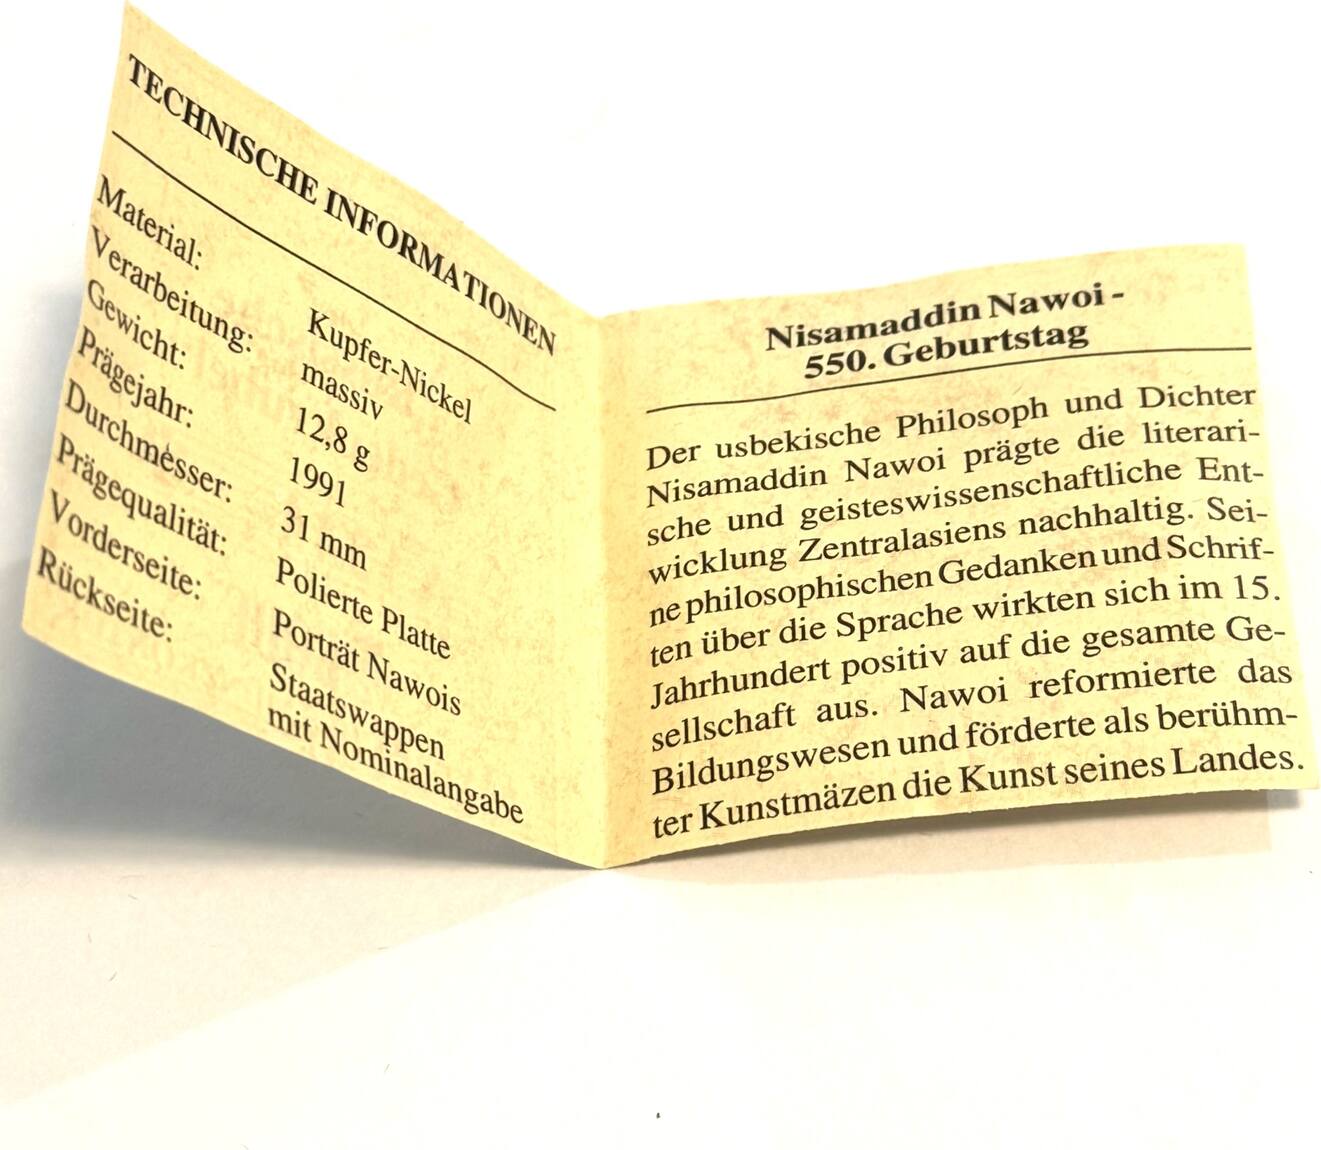 TECHNISCHE INFORMATIONEN
Material: Kupfer-Nickel
Verarbeitung: massiv
Gewicht: 12,8 g
Prägejahr: 1991
Durchmesser: 31 mm
Prägequalität: Polierte Platte
Vorderseite: Porträt Nawois
Rückseite: Staatswappen
mit Nominalangabe
Nisamaddin Nawoi -
550. Geburtstag
Der usbekische Philosoph und Dichter
Nisamaddin Nawoi prägte die literari-
sche und geisteswissenschaftliche Ent-
wicklung Zentralasiens nachhaltig. Sei-
ne philosophischen Gedanken und Schrif-
ten über die Sprache wirkten sich im 15.
Jahrhundert positiv auf die gesamte Ge-
sellschaft aus. Nawoi reformierte das
Bildungswesen und förderte als berühm-
ter Kunstmäzen die Kunst seines Landes.